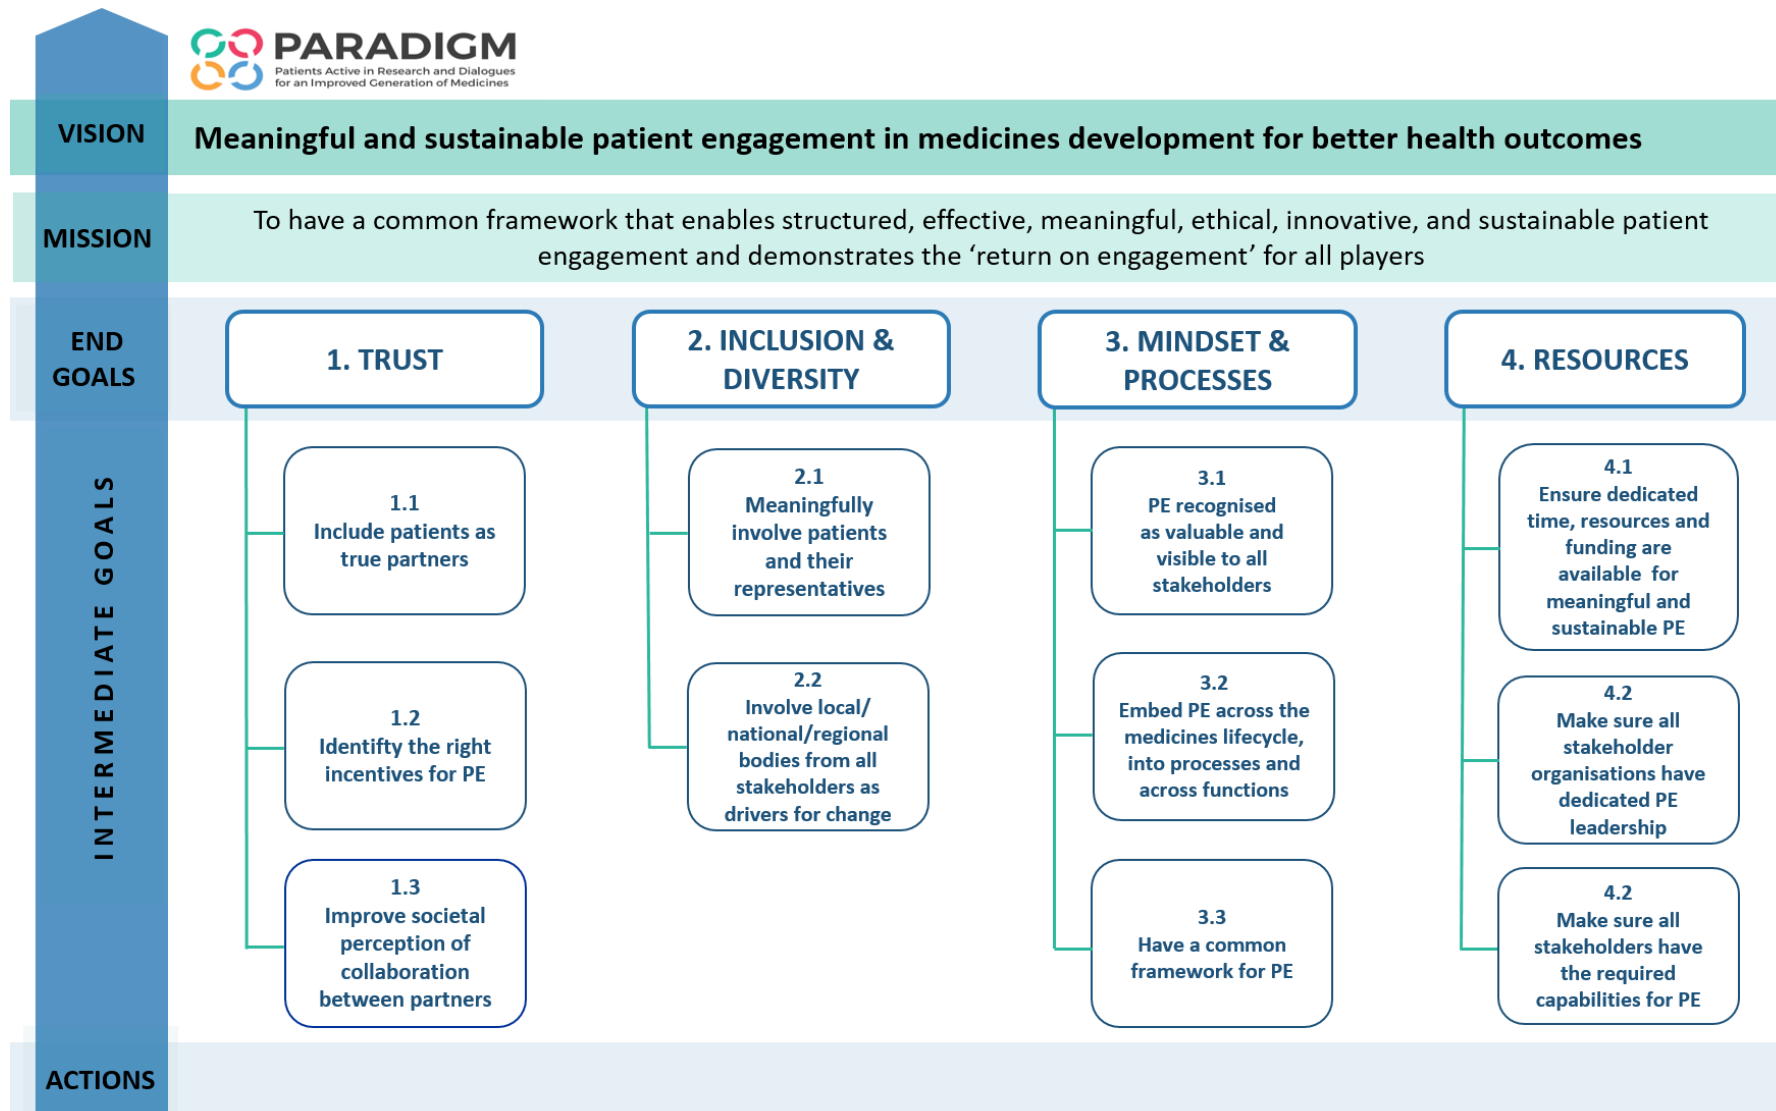 PARADIGM
Patients Active in Research and Dialogues
for an Improved Generation of Medicines
VISION
Meaningful and sustainable patient engagement in medicines development for better health outcomes
MISSION
To have a common framework that enables structured, effective, meaningful, ethical, innovative, and sustainable patient
engagement and demonstrates the ‘return on engagement’ for all players
END
GOALS
1. TRUST
2. INCLUSION &
DIVERSITY
3. MINDSET &
PROCESSES
4. RESOURCES
INTERMEDIATE GOALS
1.1
Include patients as
true partners
1.2
Identifty the right
incentives for PE
1.3
Improve societal
perception of
collaboration
between partners
2.1
Meaningfully
involve patients
and their
representatives
2.2
Involve local/
national/regional
bodies from all
stakeholders as
drivers for change
3.1
PE recognised
as valuable and
visible to all
stakeholders
3.2
Embed PE across the
medicines lifecycle,
into processes and
across functions
3.3
Have a common
framework for PE
4.1
Ensure dedicated
time, resources and
funding are
available for
meaningful and
sustainable PE
4.2
Make sure all
stakeholder
organisations have
dedicated PE
leadership
4.2
Make sure all
stakeholders have
the required
capabilities for PE
ACTIONS